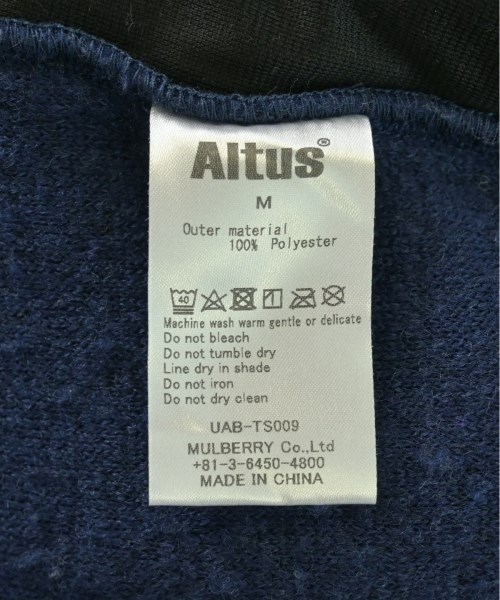 Altus®
M
Outer material
100% Polyester
40
Machine wash warm gentle or delicate
Do not bleach
Do not tumble dry
Line dry in shade
Do not iron
Do not dry clean
UAB-TS009
MULBERRY Co.,Ltd
+81-3-6450-4800
MADE IN CHINA